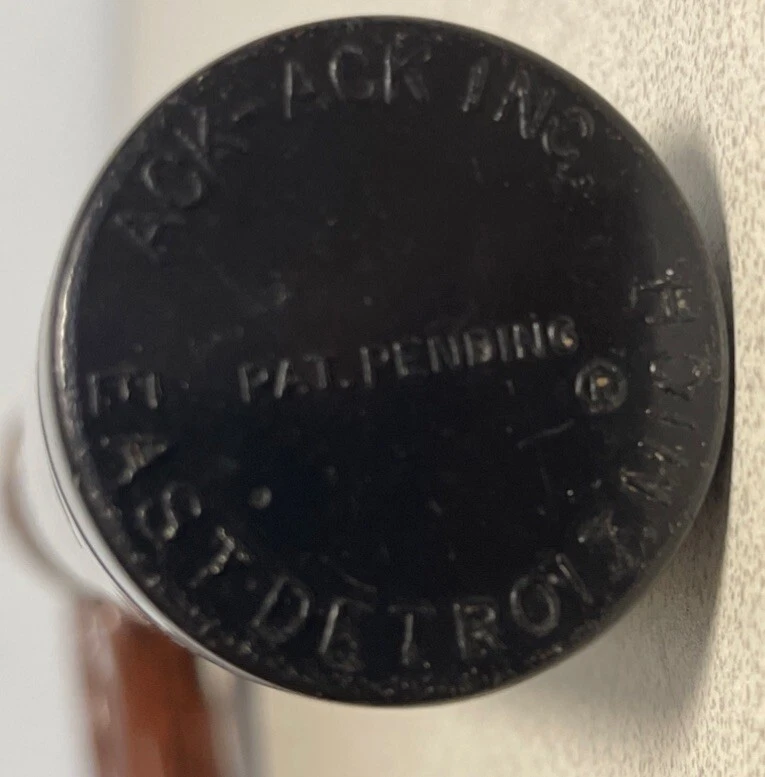 ACK-ACK INC.
PAT. PENDING
®
EAST DETROIT MICH